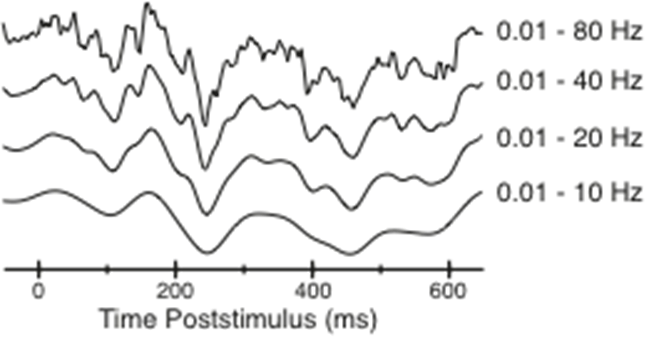 0.01 - 80 Hz
0.01 - 40 Hz
0.01 - 20 Hz
0.01 - 10 Hz
0 200 400 600
Time Poststimulus (ms)